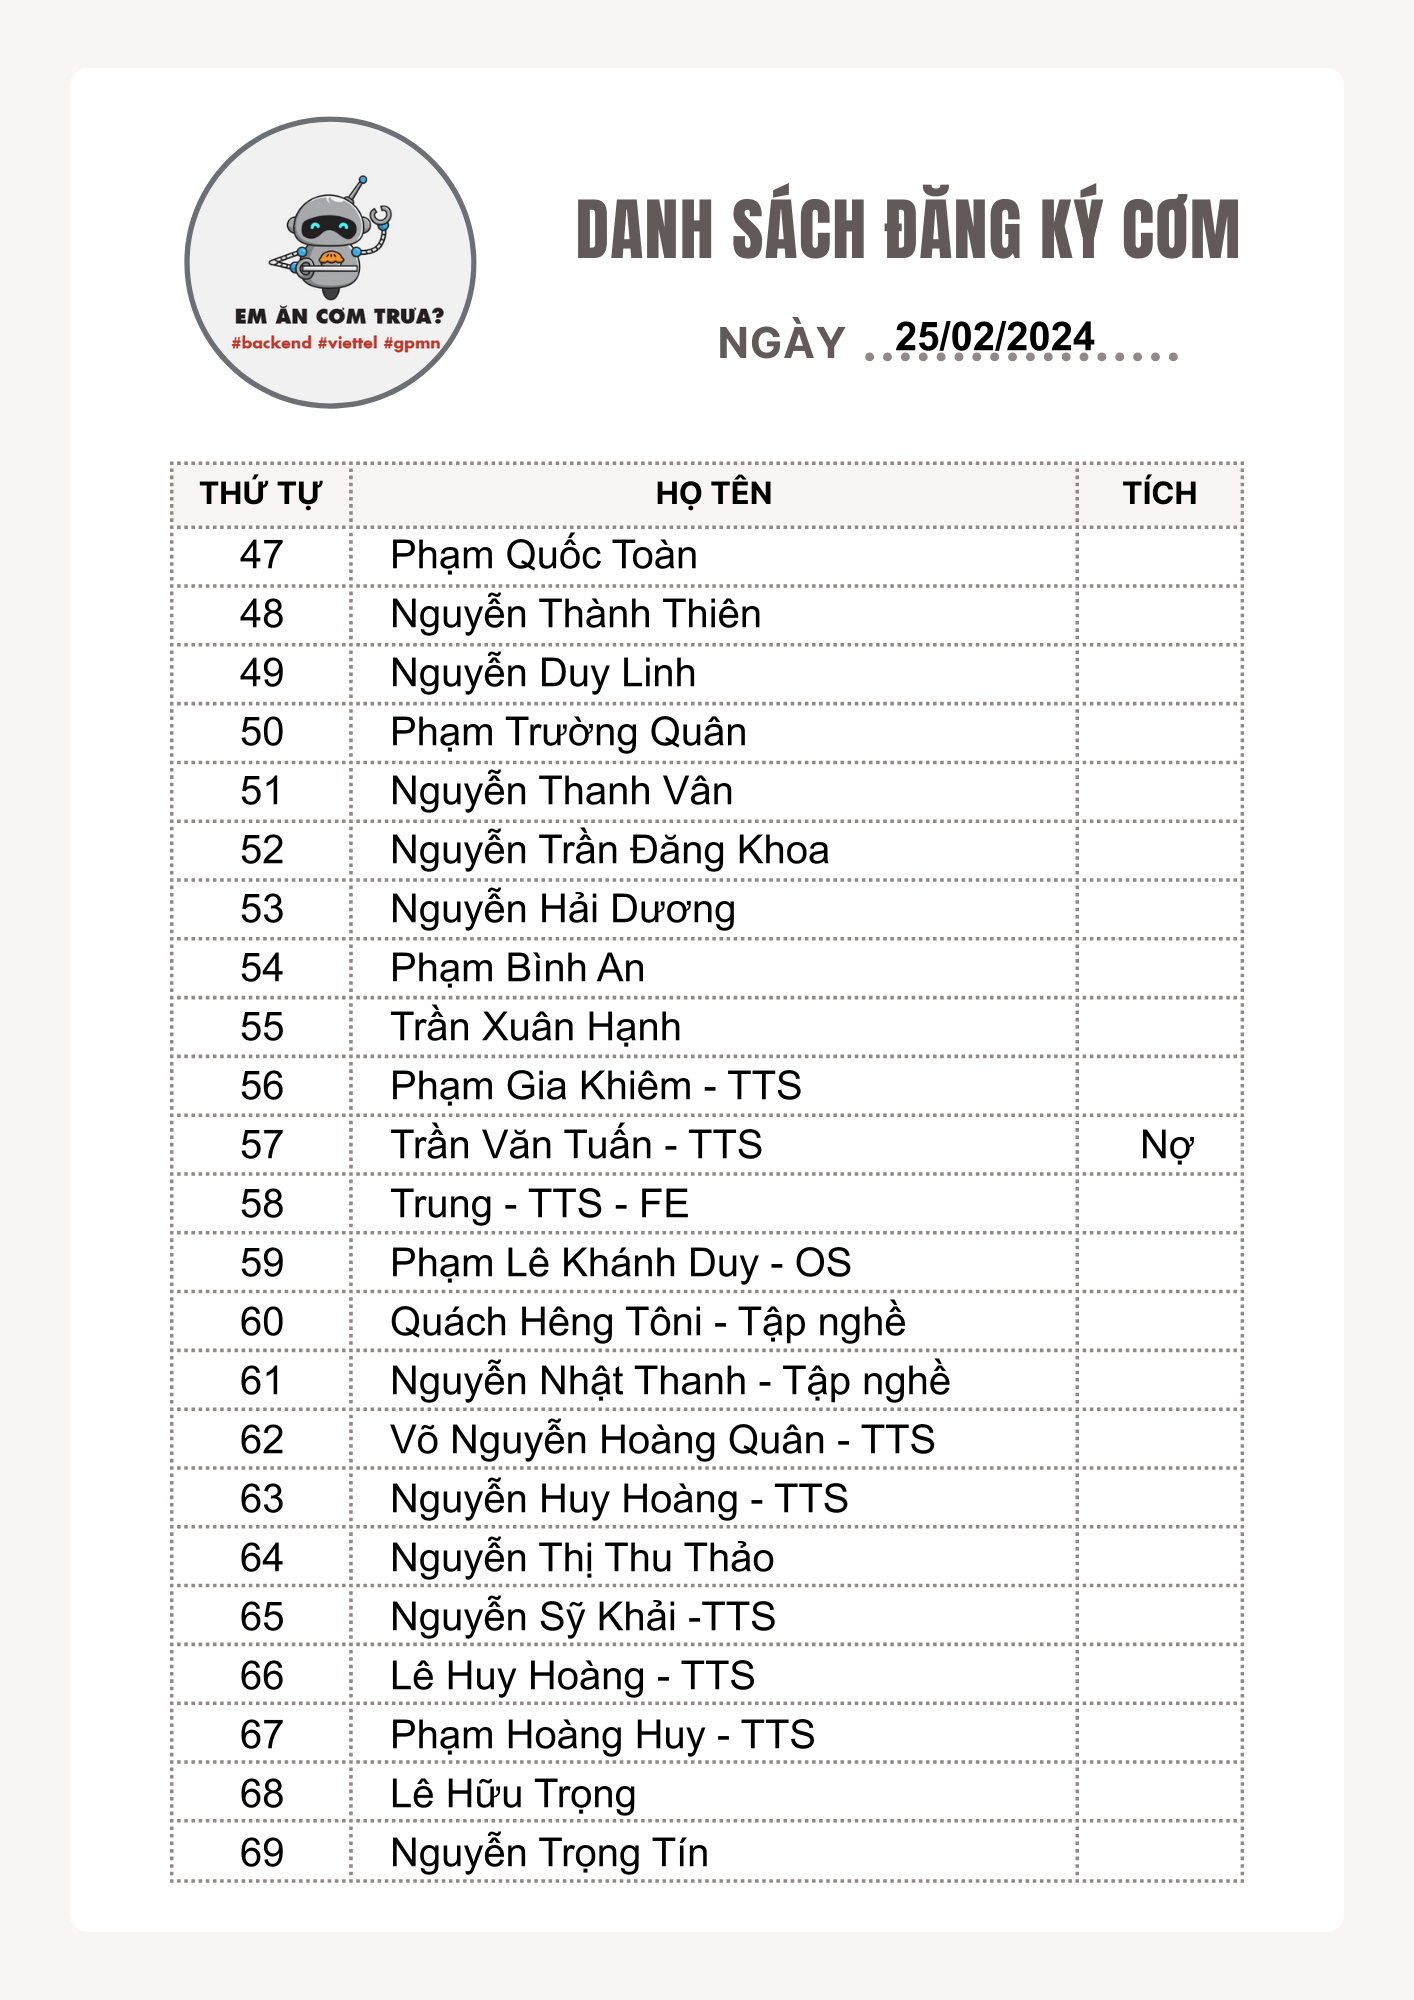 EM ĂN CƠM TRƯA?
#backend #viettel #gpmn
DANH SÁCH ĐĂNG KÝ CƠM
NGÀY 25/02/2024
THỨ TỰ HỌ TÊN TÍCH
47 Phạm Quốc Toàn
48 Nguyễn Thành Thiên
49 Nguyễn Duy Linh
50 Phạm Trường Quân
51 Nguyễn Thanh Vân
52 Nguyễn Trần Đăng Khoa
53 Nguyễn Hải Dương
54 Phạm Bình An
55 Trần Xuân Hạnh
56 Phạm Gia Khiêm - TTS
57 Trần Văn Tuấn - TTS Nợ
58 Trung - TTS - FE
59 Phạm Lê Khánh Duy - OS
60 Quách Hêng Tôni - Tập nghề
61 Nguyễn Nhật Thanh - Tập nghề
62 Võ Nguyễn Hoàng Quân - TTS
63 Nguyễn Huy Hoàng - TTS
64 Nguyễn Thị Thu Thảo
65 Nguyễn Sỹ Khải -TTS
66 Lê Huy Hoàng - TTS
67 Phạm Hoàng Huy - TTS
68 Lê Hữu Trọng
69 Nguyễn Trọng Tín